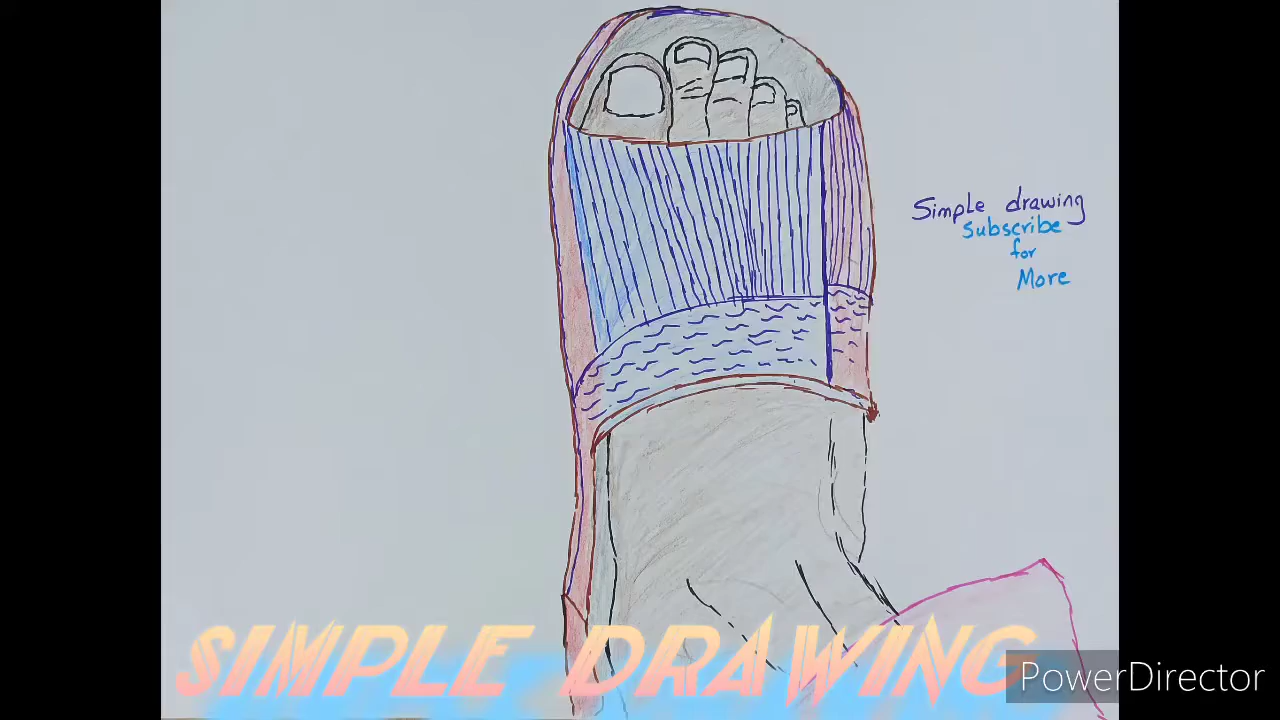 Simple drawing
Subscribe
for
More
SIMPLE DRAWING
PowerDirector